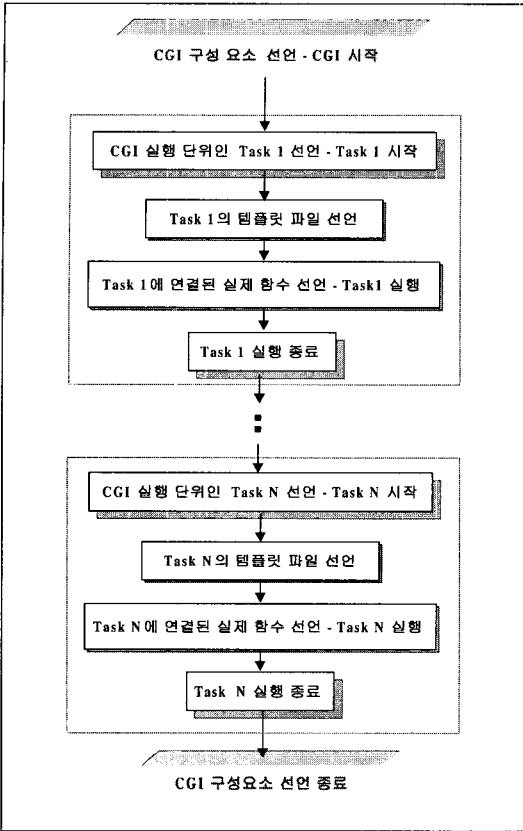 CGI 구성 요소 선언 - CGI 시작
CGI 실행 단위인 Task 1 선언 - Task 1 시작
Task 1의 템플릿 파일 선언
Task 1에 연결된 실제 함수 선언 - Task1 실행
Task 1 실행 종료
CGI 실행 단위인 Task N 선언 - Task N 시작
Task N의 템플릿 파일 선언
Task N에 연결된 실제 함수 선언 - Task N 실행
Task N 실행 종료
CGI 구성요소 선언 종료